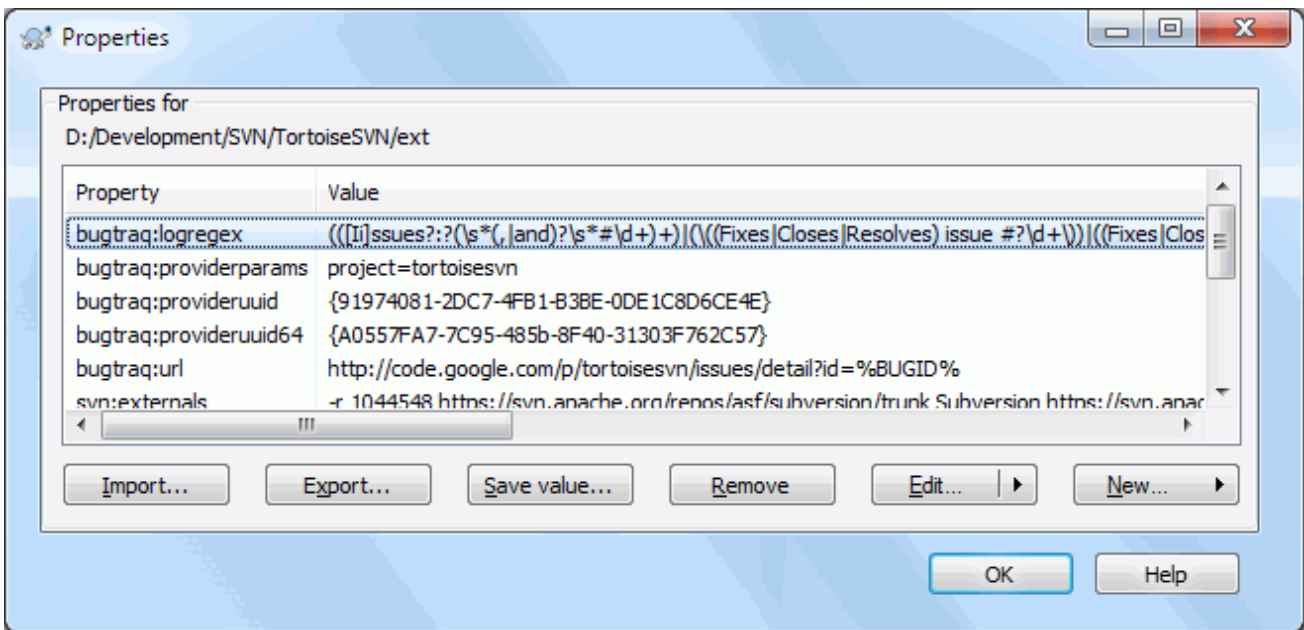 Properties
Properties for
D:/Development/SVN/TortoiseSVN/ext
Property Value
bugtraq:logregex (([Ii]ssues?:?(\s*(,|and)?\s*#\d+)+)|(\((Fixes|Closes|Resolves) issue #?\d+\))|((Fixes|Clos
bugtraq:providerparams project=tortoisesvn
bugtraq:provideruuid {91974081-2DC7-4FB1-B3BE-0DE1C8D6CE4E}
bugtraq:provideruuid64 {A0557FA7-7C95-485b-8F40-31303F762C57}
bugtraq:url http://code.google.com/p/tortoisesvn/issues/detail?id=%BUGID%
svn:externals -r 1044548 https://svn.apache.org/repos/asf/subversion/trunk Subversion https://svn.apac
Import... Export... Save value... Remove Edit... New...
OK Help